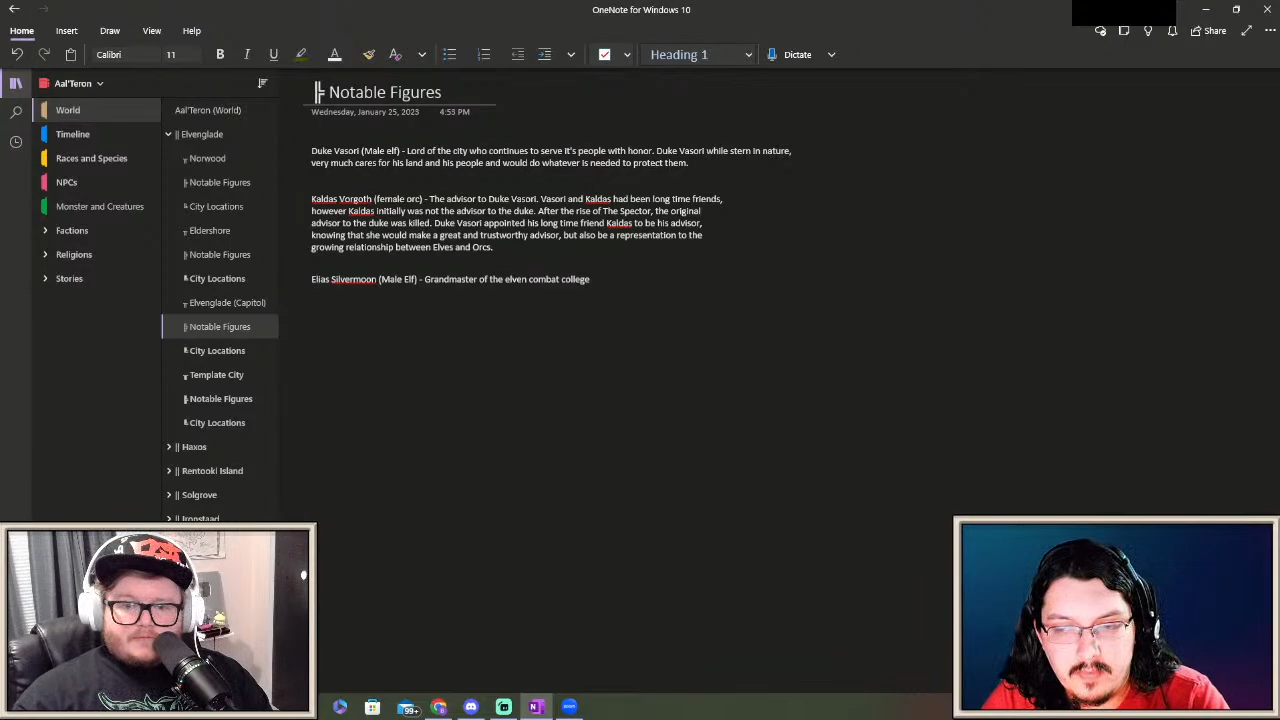 OneNote for Windows 10
Home
Insert
Draw
View
Help
Share
Calibri
11
B
I
U
A
Heading 1
Dictate
Aal'Teron
World
Timeline
Races and Species
NPCs
Monster and Creatures
Factions
Religions
Stories
Aal'Teron (World)
|| Elvenglade
╔ Norwood
╠ Notable Figures
╚ City Locations
╔ Eldershore
╠ Notable Figures
╚ City Locations
╔ Elvenglade (Capitol)
╠ Notable Figures
╚ City Locations
╔ Template City
╠ Notable Figures
╚ City Locations
|| Haxos
|| Rentooki Island
|| Solgrove
|| Ironstaad
╠ Notable Figures
Wednesday, January 25, 2023
4:53 PM
Duke Vasori (Male elf) - Lord of the city who continues to serve it's people with honor. Duke Vasori while stern in nature,
very much cares for his land and his people and would do whatever is needed to protect them.
Kaldas Vorgoth (female orc) - The advisor to Duke Vasori. Vasori and Kaldas had been long time friends,
however Kaldas initially was not the advisor to the duke. After the rise of The Spector, the original
advisor to the duke was killed. Duke Vasori appointed his long time friend Kaldas to be his advisor,
knowing that she would make a great and trustworthy advisor, but also be a representation to the
growing relationship between Elves and Orcs.
Elias Silvermoon (Male Elf) - Grandmaster of the elven combat college
99+
zoom